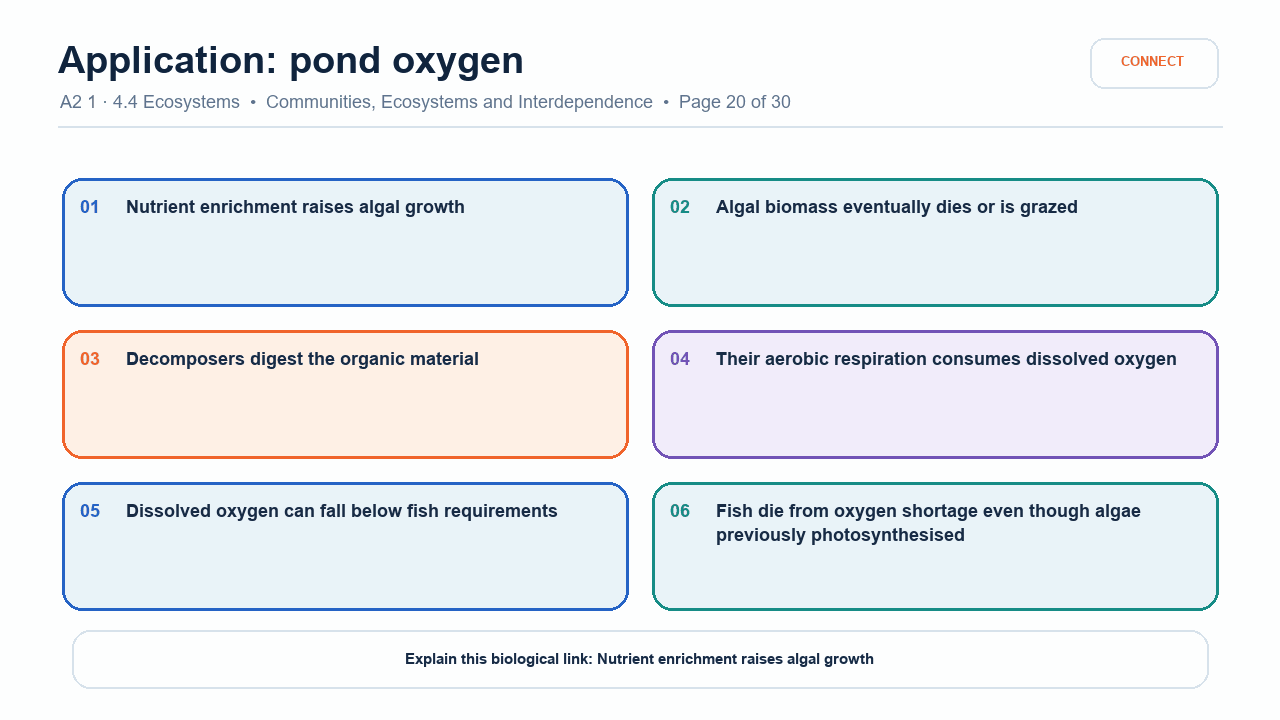 Application: pond oxygen
CONNECT
A2 1 · 4.4 Ecosystems • Communities, Ecosystems and Interdependence • Page 20 of 30
01 Nutrient enrichment raises algal growth
02 Algal biomass eventually dies or is grazed
03 Decomposers digest the organic material
04 Their aerobic respiration consumes dissolved oxygen
05 Dissolved oxygen can fall below fish requirements
06 Fish die from oxygen shortage even though algae
previously photosynthesised
Explain this biological link: Nutrient enrichment raises algal growth